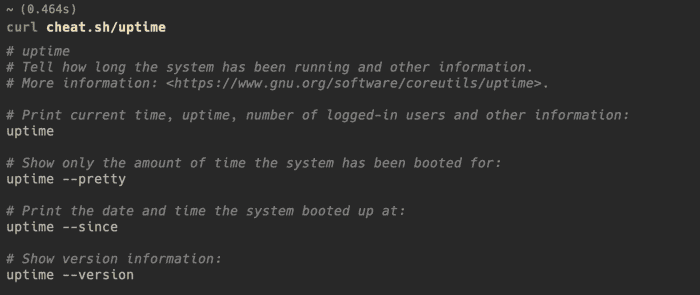 ~ (0.464s)
curl cheat.sh/uptime
# uptime
# Tell how long the system has been running and other information.
# More information: <https://www.gnu.org/software/coreutils/uptime>.
# Print current time, uptime, number of logged-in users and other information:
uptime
# Show only the amount of time the system has been booted for:
uptime --pretty
# Print the date and time the system booted up at:
uptime --since
# Show version information:
uptime --version